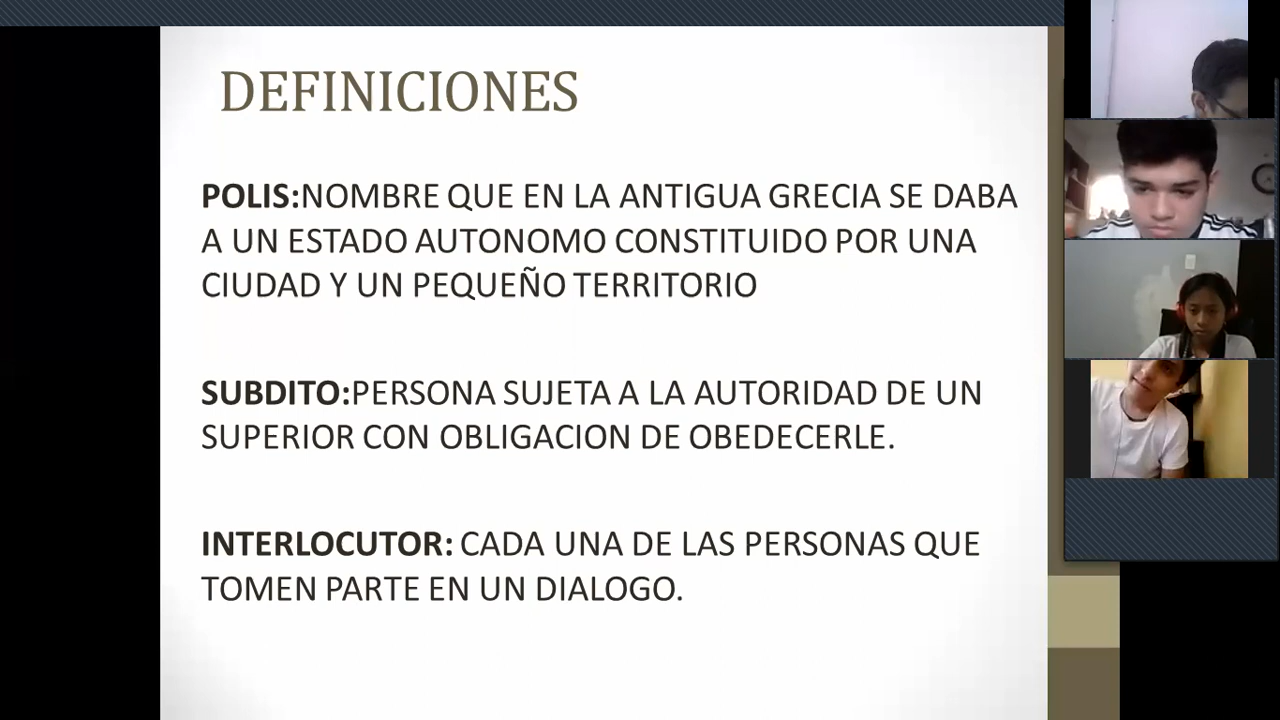 DEFINICIONES
POLIS:NOMBRE QUE EN LA ANTIGUA GRECIA SE DABA
A UN ESTADO AUTONOMO CONSTITUIDO POR UNA
CIUDAD Y UN PEQUEÑO TERRITORIO
SUBDITO:PERSONA SUJETA A LA AUTORIDAD DE UN
SUPERIOR CON OBLIGACION DE OBEDECERLE.
INTERLOCUTOR: CADA UNA DE LAS PERSONAS QUE
TOMEN PARTE EN UN DIALOGO.